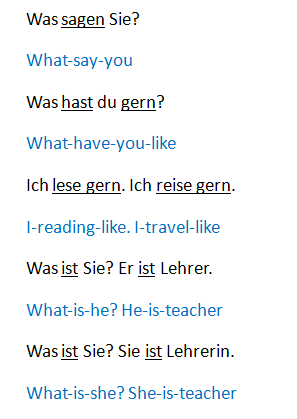 Was sagen Sie?
What-say-you
Was hast du gern?
What-have-you-like
Ich lese gern. Ich reise gern.
I-reading-like. I-travel-like
Was ist Sie? Er ist Lehrer.
What-is-he? He-is-teacher
Was ist Sie? Sie ist Lehrerin.
What-is-she? She-is-teacher